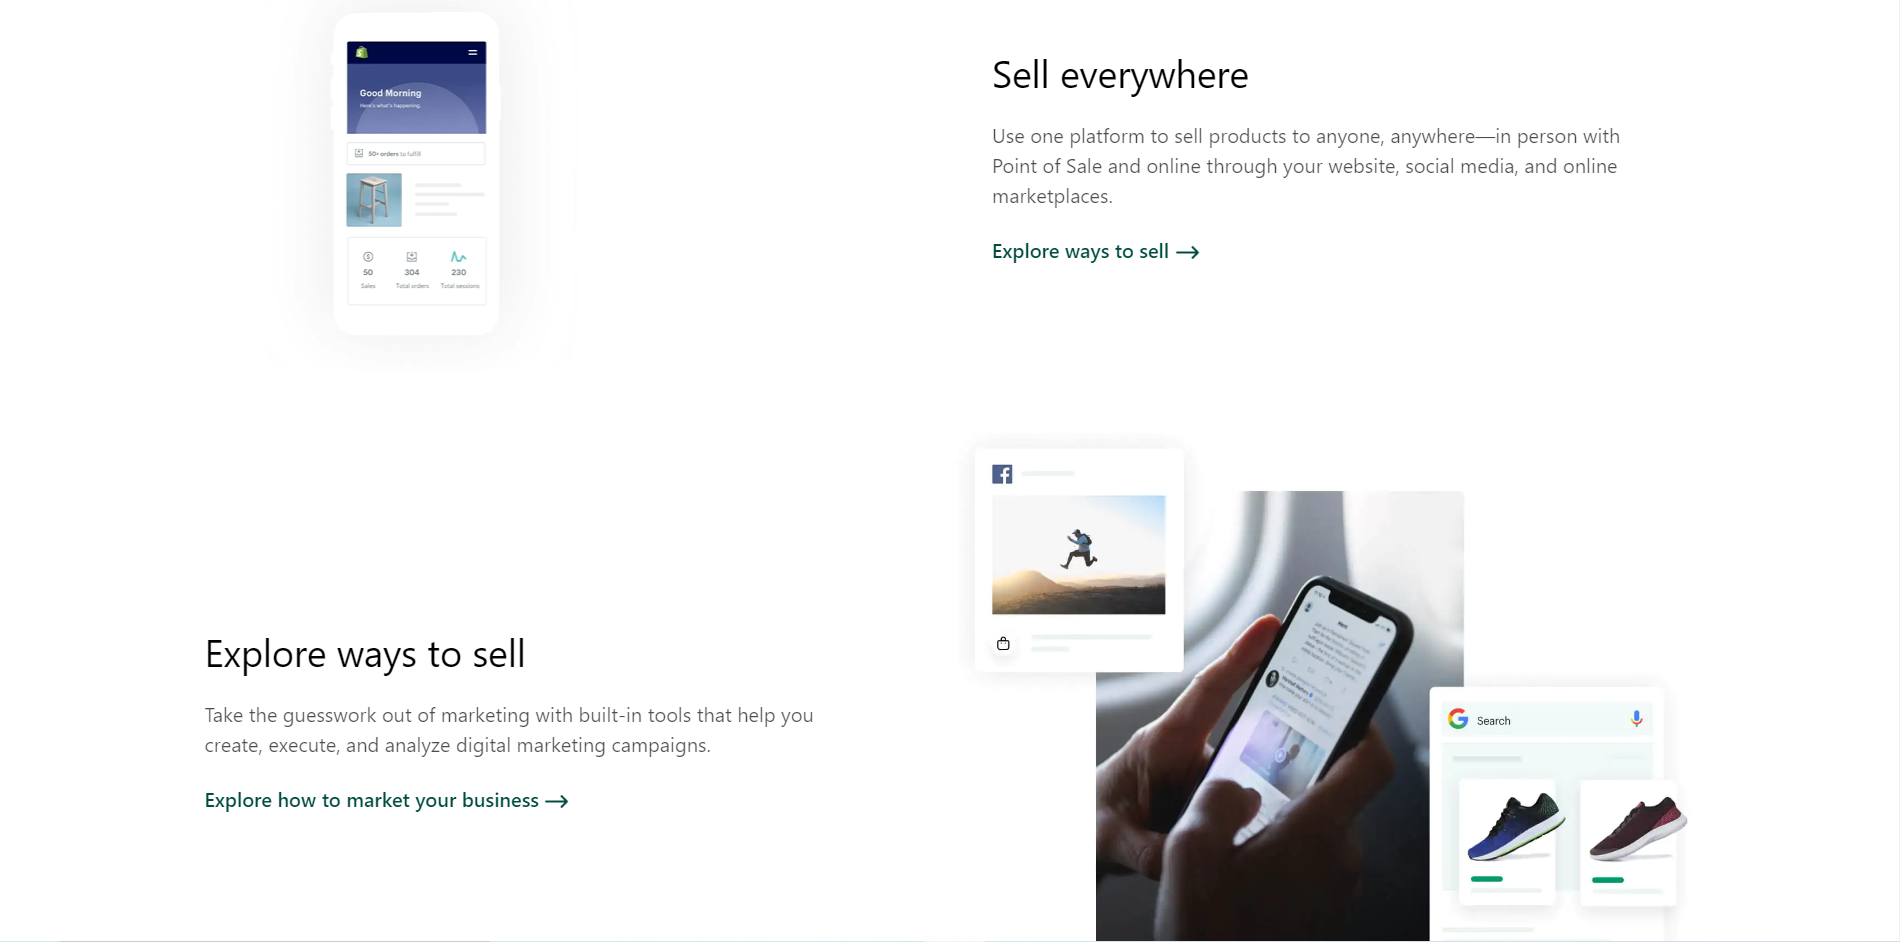 Good Morning
Here's what's happening.
50+ orders to fulfill
50
Sales
304
Total orders
230
Total sessions
Sell everywhere
Use one platform to sell products to anyone, anywhere—in person with
Point of Sale and online through your website, social media, and online
marketplaces.
Explore ways to sell →
Explore ways to sell
Take the guesswork out of marketing with built-in tools that help you
create, execute, and analyze digital marketing campaigns.
Explore how to market your business →
Search